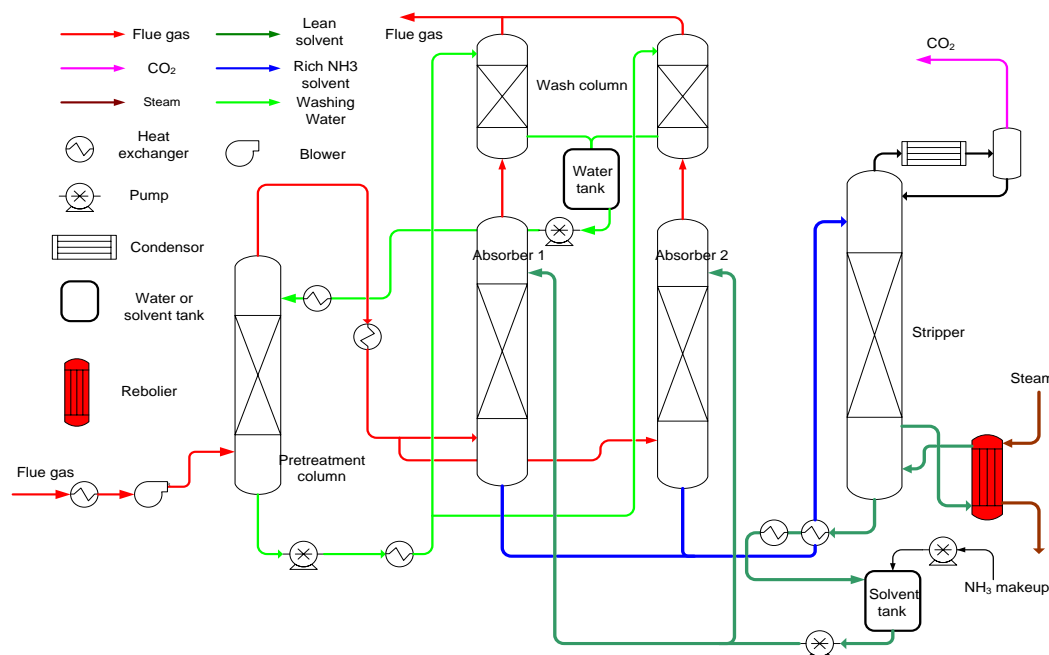 Flue gas
Lean
solvent
CO₂
Rich NH3
solvent
Steam
Washing
Water
Heat
exchanger
Blower
Pump
Condensor
Water or
solvent tank
Rebolier
Flue gas
Pretreatment
column
Flue gas
Wash column
Water
tank
Absorber 1
Absorber 2
CO₂
Stripper
Steam
Solvent
tank
NH₃ makeup